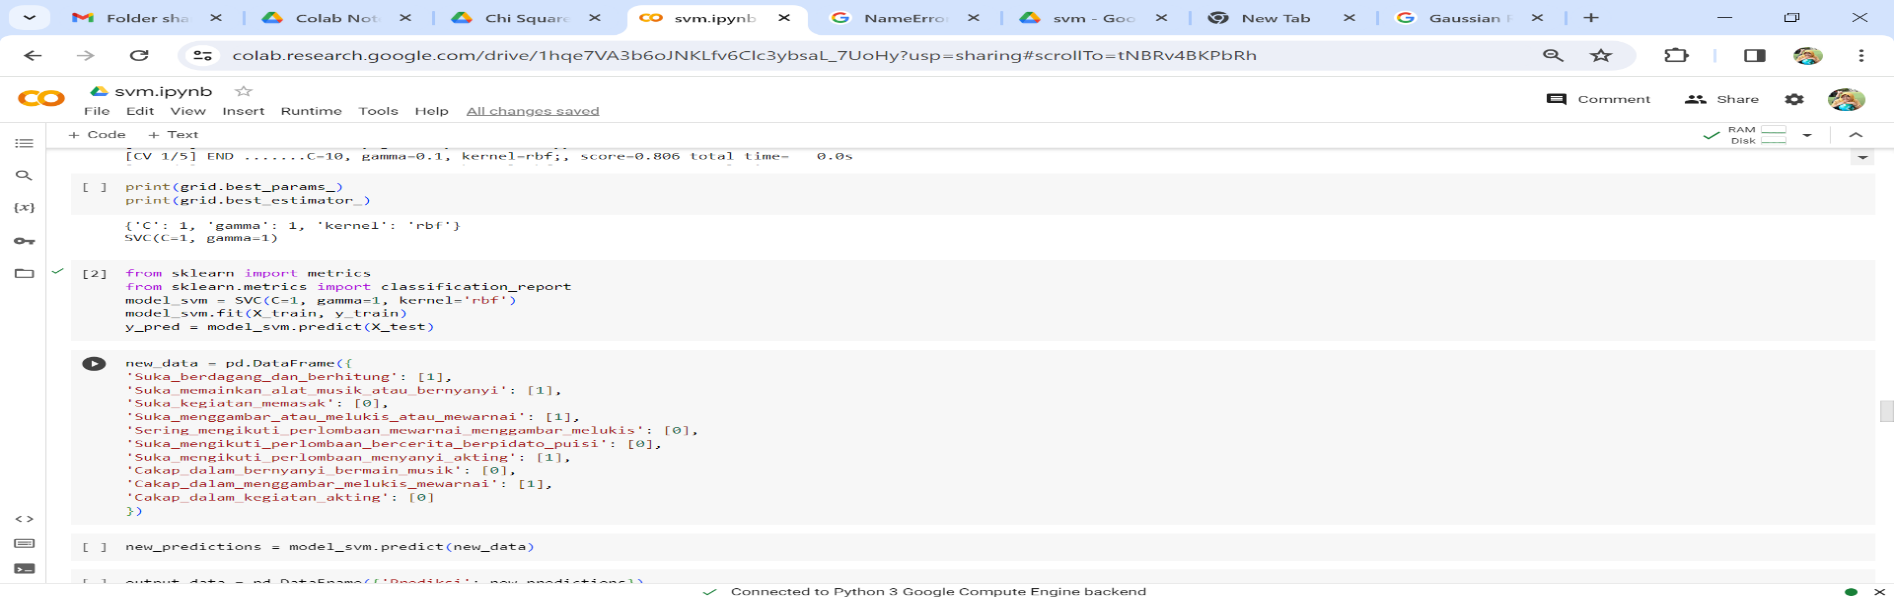 Folder sha
Colab Not
Chi Square
svm.ipynb
NameErro
svm - Goo
New Tab
Gaussian
colab.research.google.com/drive/1hqe7VA3b6oJNKLfv6Clc3ybsaL_7UoHy?usp=sharing#scrollTo=tNBRv4BKPbRh
svm.ipynb
File Edit View Insert Runtime Tools Help All changes saved
Comment Share
+ Code + Text
RAM
Disk
[CV 1/5] END .......C=10, gamma=0.1, kernel=rbf;, score=0.806 total time= 0.0s
[ ] print(grid.best_params_)
print(grid.best_estimator_)
{'C': 1, 'gamma': 1, 'kernel': 'rbf'}
SVC(C=1, gamma=1)
[2] from sklearn import metrics
from sklearn.metrics import classification_report
model_svm = SVC(C=1, gamma=1, kernel='rbf')
model_svm.fit(X_train, y_train)
y_pred = model_svm.predict(X_test)
new_data = pd.DataFrame({
'Suka_berdagang_dan_berhitung': [1],
'Suka_memainkan_alat_musik_atau_bernyanyi': [1],
'Suka_kegiatan_memasak': [0],
'Suka_menggambar_atau_melukis_atau_mewarnai': [1],
'Sering_mengikuti_perlombaan_mewarnai_menggambar_melukis': [0],
'Suka_mengikuti_perlombaan_bercerita_berpidato_puisi': [0],
'Suka_mengikuti_perlombaan_menyanyi_akting': [1],
'Cakap_dalam_bernyanyi_bermain_musik': [0],
'Cakap_dalam_menggambar_melukis_mewarnai': [1],
'Cakap_dalam_kegiatan_akting': [0]
})
[ ] new_predictions = model_svm.predict(new_data)
[ ] output_data = pd.DataFrame({'Prediksi': new_predictions})
Connected to Python 3 Google Compute Engine backend